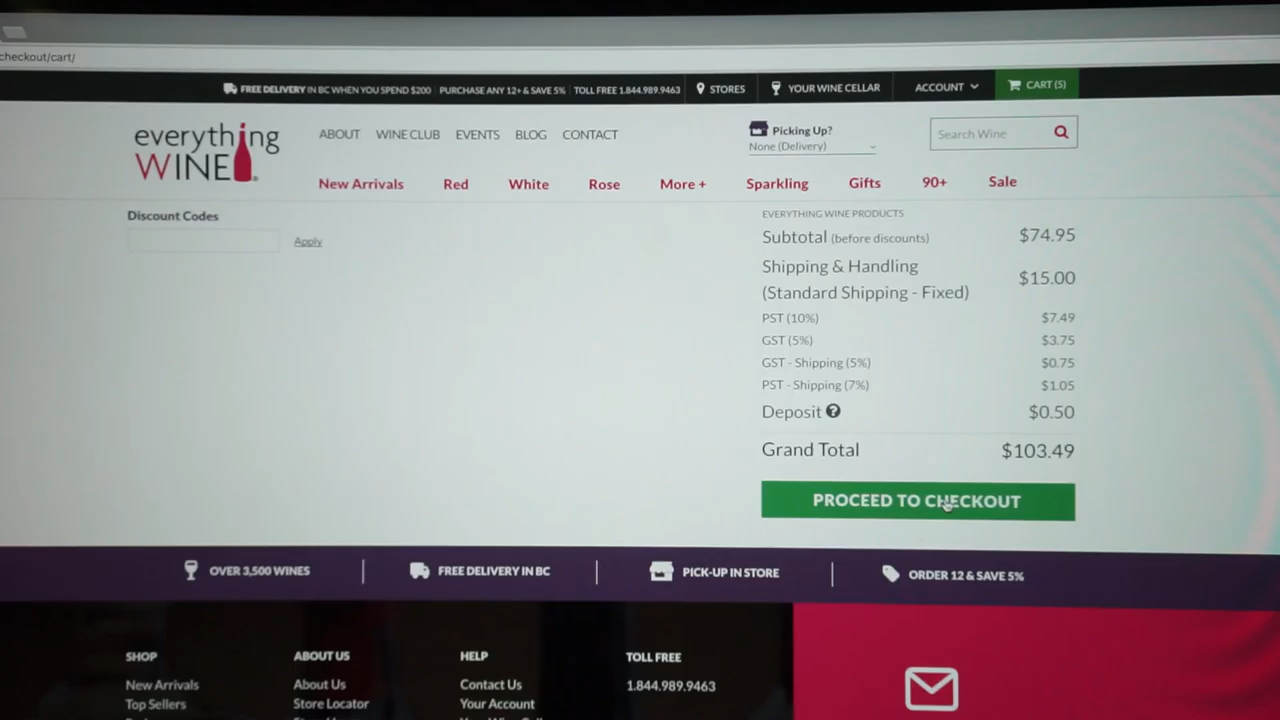 checkout/cart/
FREE DELIVERY IN BC WHEN YOU SPEND $200 PURCHASE ANY 12+ & SAVE 5% TOLL FREE 1.844.989.9463 STORES YOUR WINE CELLAR ACCOUNT CART (5)
everything
WINE
ABOUT WINE CLUB EVENTS BLOG CONTACT
Picking Up?
None (Delivery)
Search Wine
New Arrivals Red White Rose More + Sparkling Gifts 90+ Sale
Discount Codes
Apply
EVERYTHING WINE PRODUCTS
Subtotal (before discounts) $74.95
Shipping & Handling
(Standard Shipping - Fixed) $15.00
PST (10%) $7.49
GST (5%) $3.75
GST - Shipping (5%) $0.75
PST - Shipping (7%) $1.05
Deposit ? $0.50
Grand Total $103.49
PROCEED TO CHECKOUT
OVER 3,500 WINES FREE DELIVERY IN BC PICK-UP IN STORE ORDER 12 & SAVE 5%
SHOP ABOUT US HELP TOLL FREE
New Arrivals About Us Contact Us 1.844.989.9463
Top Sellers Store Locator Your Account